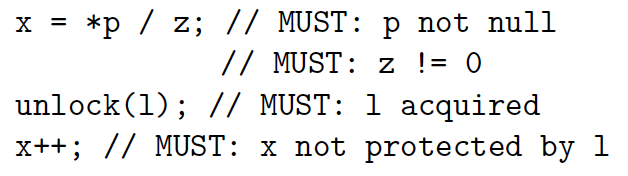 x = *p / z; // MUST: p not null
// MUST: z != 0
unlock(l); // MUST: l acquired
x++; // MUST: x not protected by l